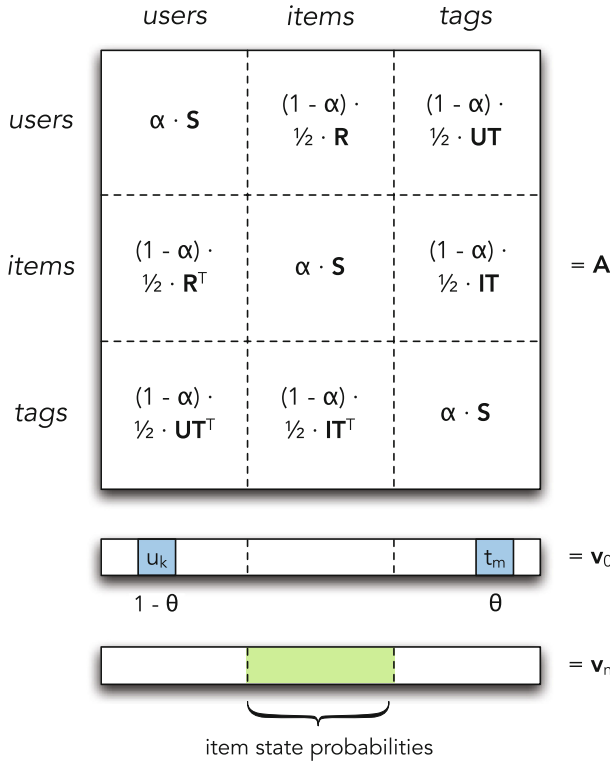 users items tags
users α · S (1 - α) · ½ · R (1 - α) · ½ · UT
items (1 - α) · ½ · Rᵀ α · S (1 - α) · ½ · IT = A
tags (1 - α) · ½ · UTᵀ (1 - α) · ½ · ITᵀ α · S
uₖ tₘ = v₀
1 - θ θ
= vₙ
item state probabilities